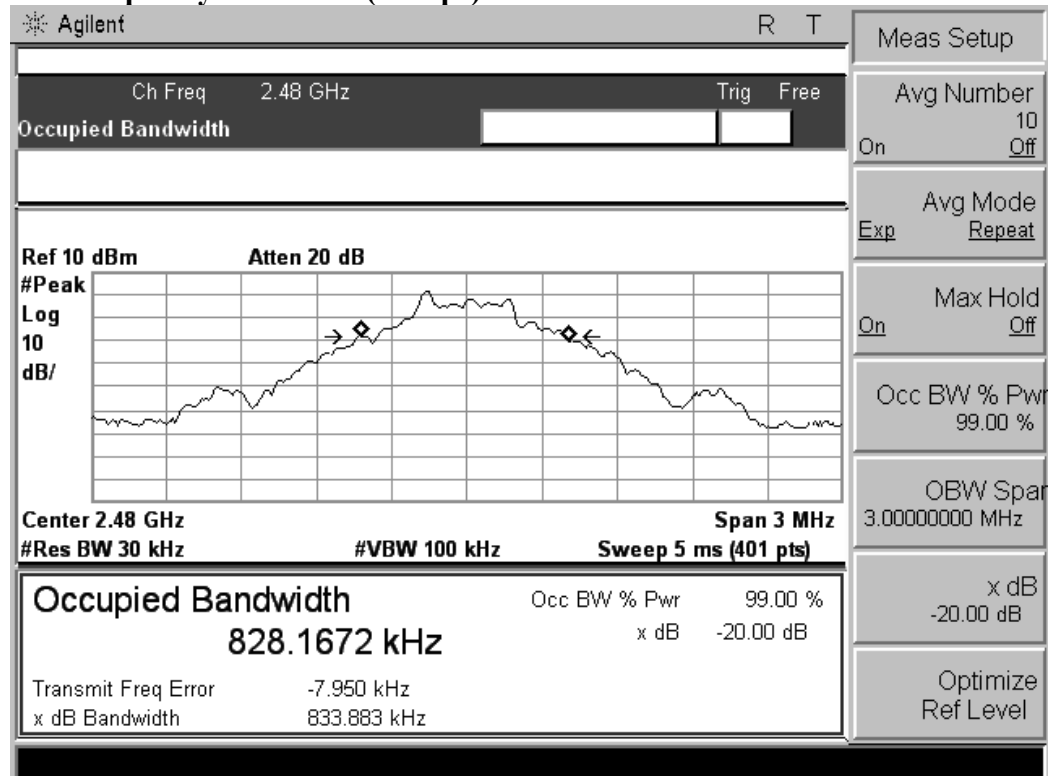 Agilent R T
Ch Freq 2.48 GHz Trig Free
Occupied Bandwidth
Ref 10 dBm Atten 20 dB
#Peak
Log
10
dB/
Center 2.48 GHz Span 3 MHz
#Res BW 30 kHz #VBW 100 kHz Sweep 5 ms (401 pts)
Occupied Bandwidth Occ BW % Pwr 99.00 %
828.1672 kHz x dB -20.00 dB
Transmit Freq Error -7.950 kHz
x dB Bandwidth 833.883 kHz
Meas Setup
Avg Number
10
On Off
Avg Mode
Exp Repeat
Max Hold
On Off
Occ BW % Pwr
99.00 %
OBW Span
3.00000000 MHz
x dB
-20.00 dB
Optimize
Ref Level